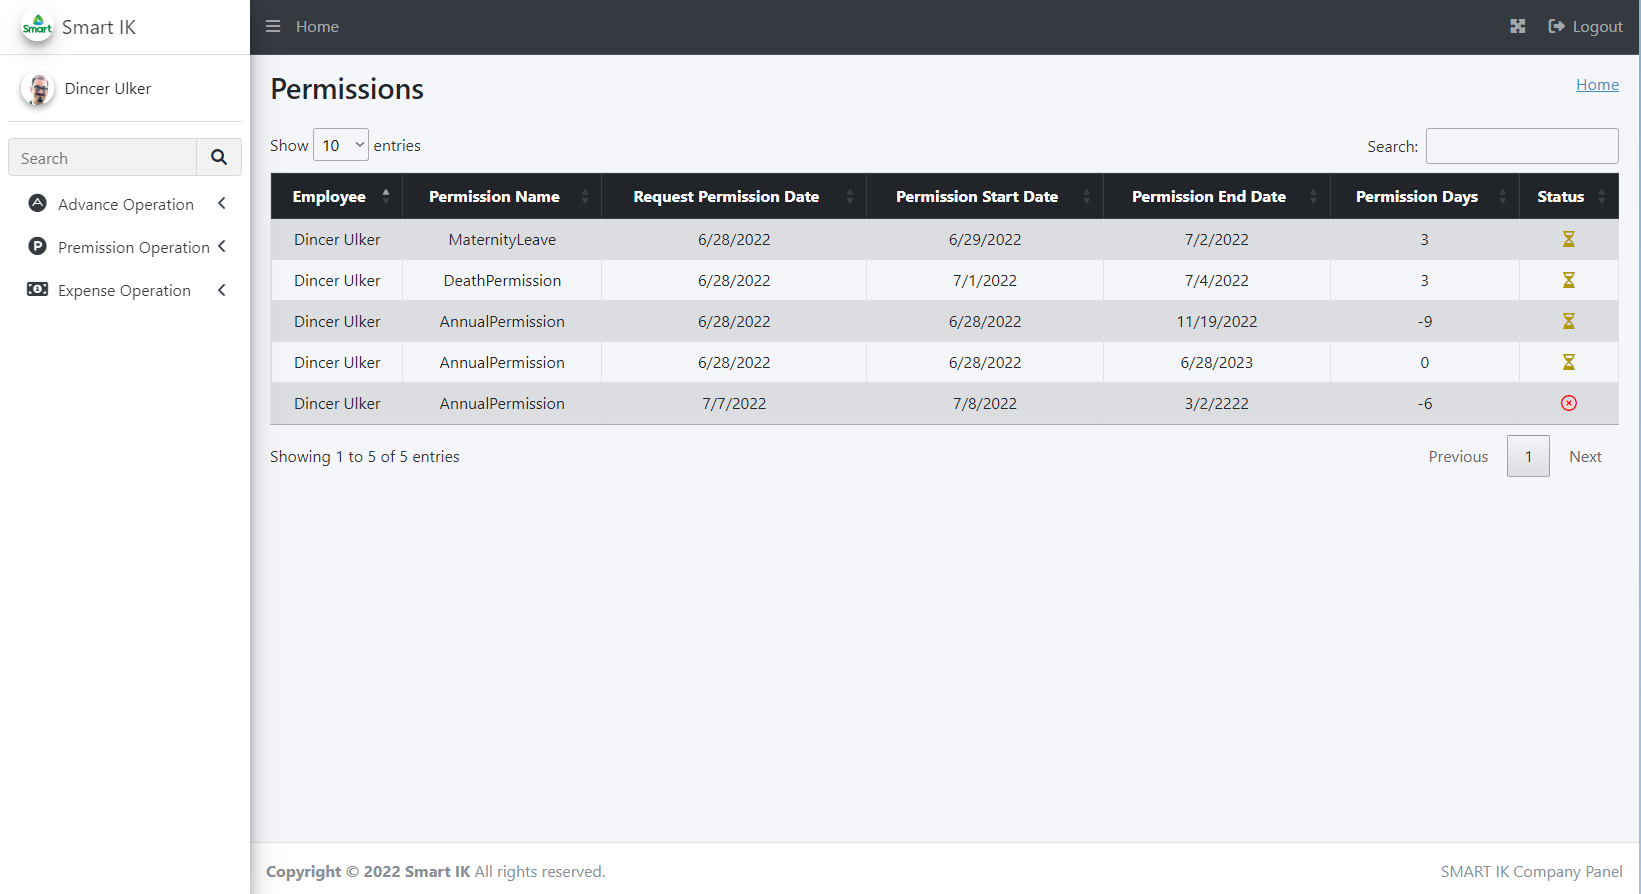 Smart Smart IK
Home
Logout
Dincer Ulker
Search
Advance Operation
Premission Operation
Expense Operation
Permissions
Home
Show 10 entries
Search:
Employee Permission Name Request Permission Date Permission Start Date Permission End Date Permission Days Status
Dincer Ulker MaternityLeave 6/28/2022 6/29/2022 7/2/2022 3
Dincer Ulker DeathPermission 6/28/2022 7/1/2022 7/4/2022 3
Dincer Ulker AnnualPermission 6/28/2022 6/28/2022 11/19/2022 -9
Dincer Ulker AnnualPermission 6/28/2022 6/28/2022 6/28/2023 0
Dincer Ulker AnnualPermission 7/7/2022 7/8/2022 3/2/2222 -6
Showing 1 to 5 of 5 entries
Previous 1 Next
Copyright © 2022 Smart IK All rights reserved.
SMART IK Company Panel